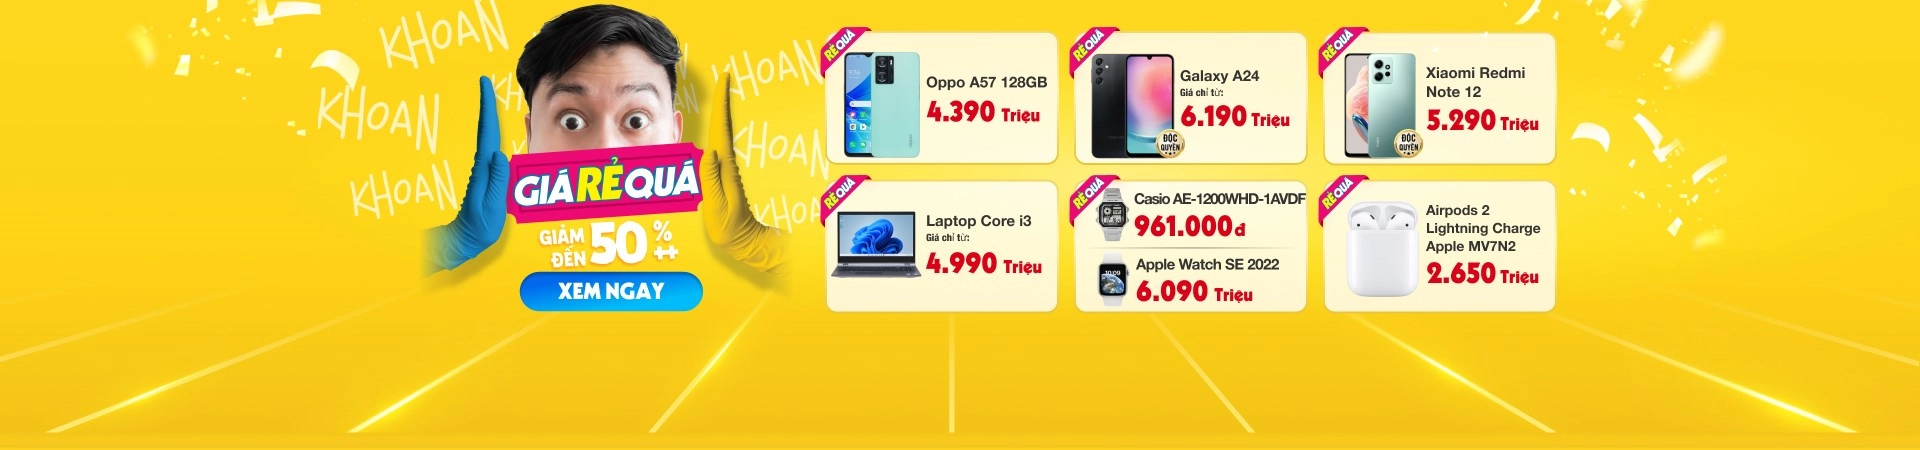 KHOAN
KHOAN
KHOAN
KHOAN
KHOAN
GIÁ RẺ QUÁ
GIẢM
ĐẾN
50%++
XEM NGAY
RẺ QUÁ
Oppo A57 128GB
4.390 Triệu
RẺ QUÁ
Galaxy A24
Giá chỉ từ:
6.190 Triệu
ĐỘC
QUYỀN
RẺ QUÁ
Xiaomi Redmi
Note 12
5.290 Triệu
ĐỘC
QUYỀN
RẺ QUÁ
Laptop Core i3
Giá chỉ từ:
4.990 Triệu
RẺ QUÁ
Casio AE-1200WHD-1AVDF
961.000đ
Apple Watch SE 2022
6.090 Triệu
RẺ QUÁ
Airpods 2
Lightning Charge
Apple MV7N2
2.650 Triệu